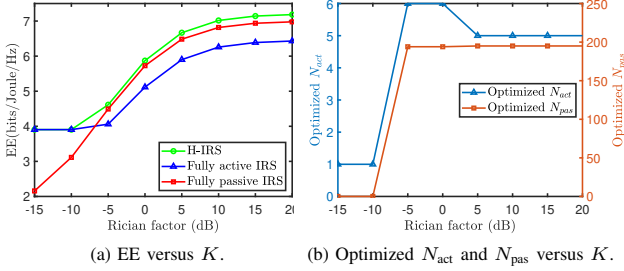 7
6
5
4
3
2
EE(bits/Joule/Hz)
H-IRS
Fully active IRS
Fully passive IRS
-15 -10 -5 0 5 10 15 20
Rician factor (dB)
(a) EE versus K.
6
5
4
3
2
1
0
Optimized N_act
Optimized N_act
Optimized N_pas
250
200
150
100
50
0
Optimized N_pas
-15 -10 -5 0 5 10 15 20
Rician factor (dB)
(b) Optimized N_act and N_pas versus K.